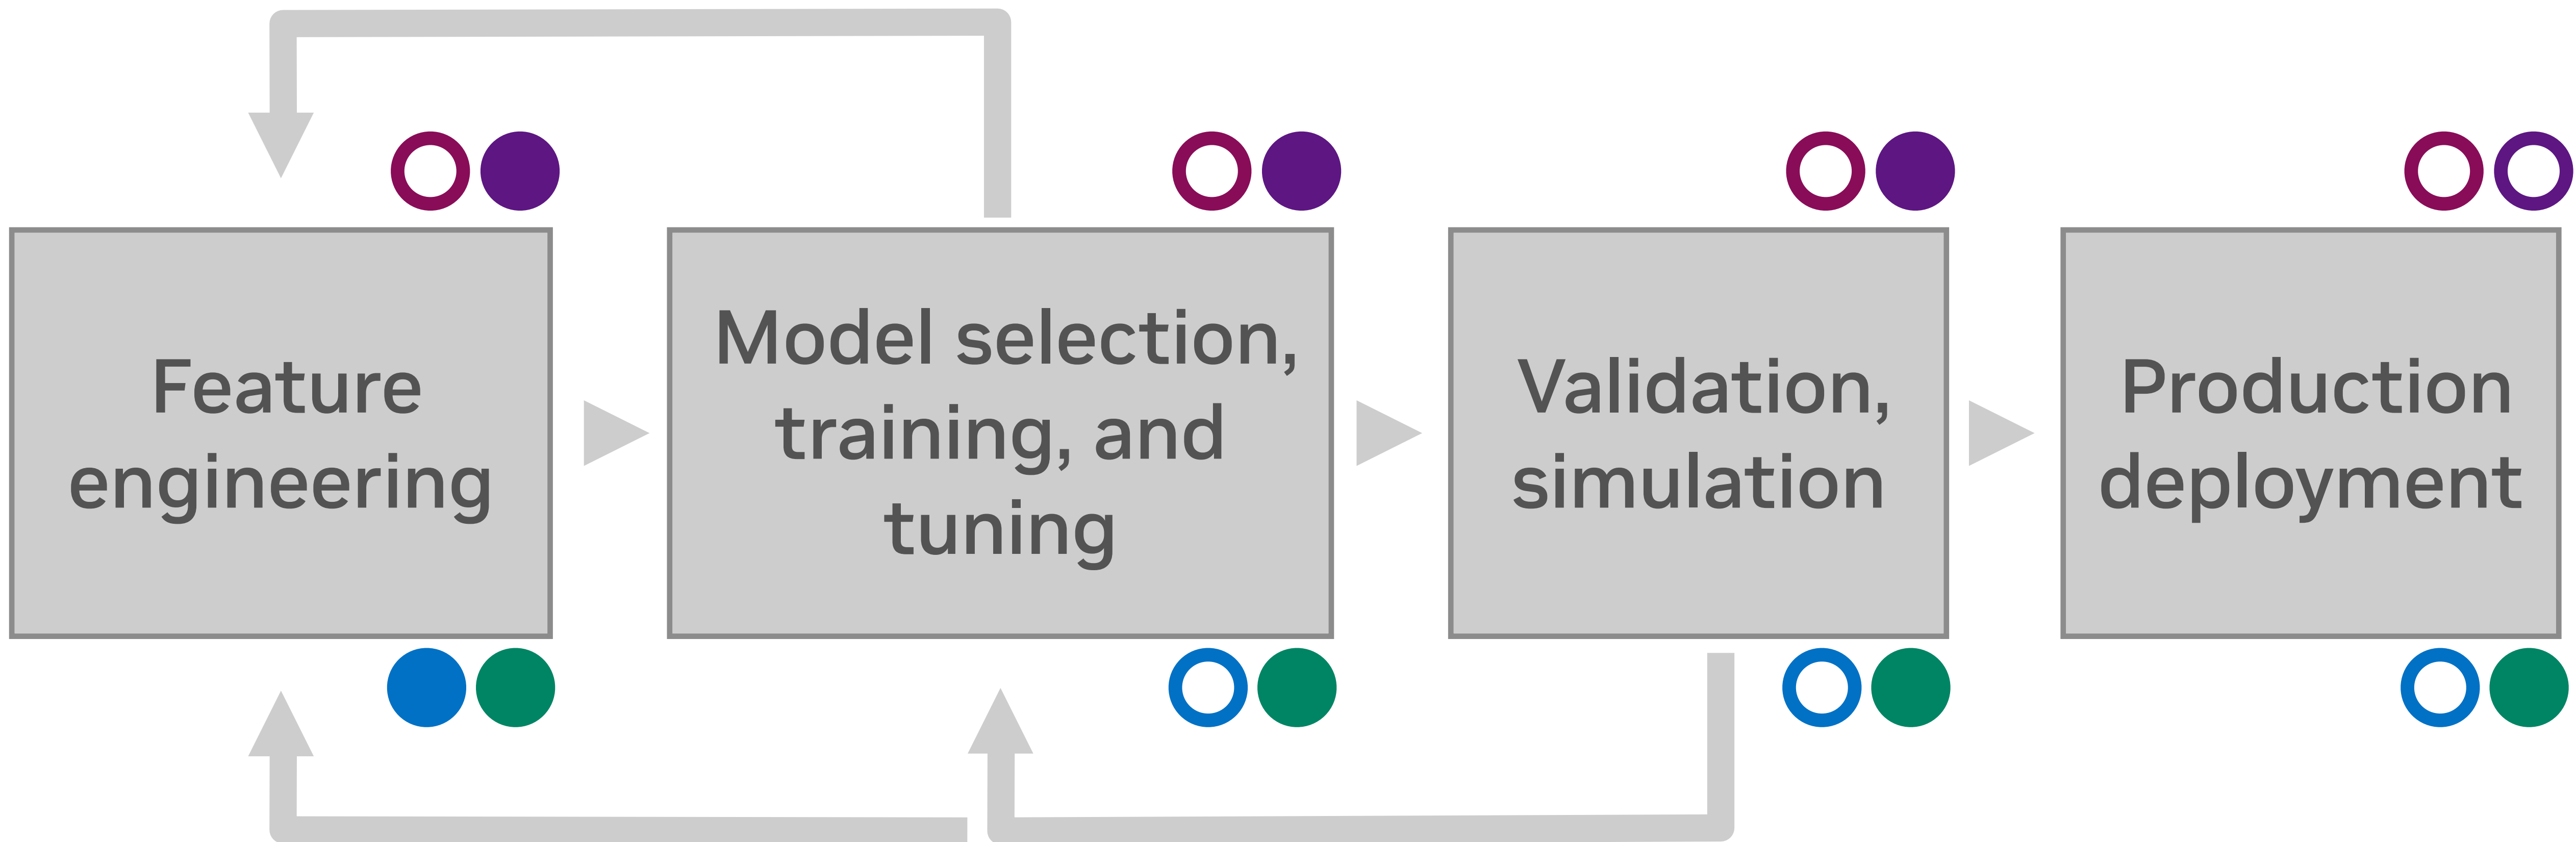 Feature
engineering
Model selection,
training, and
tuning
Validation,
simulation
Production
deployment